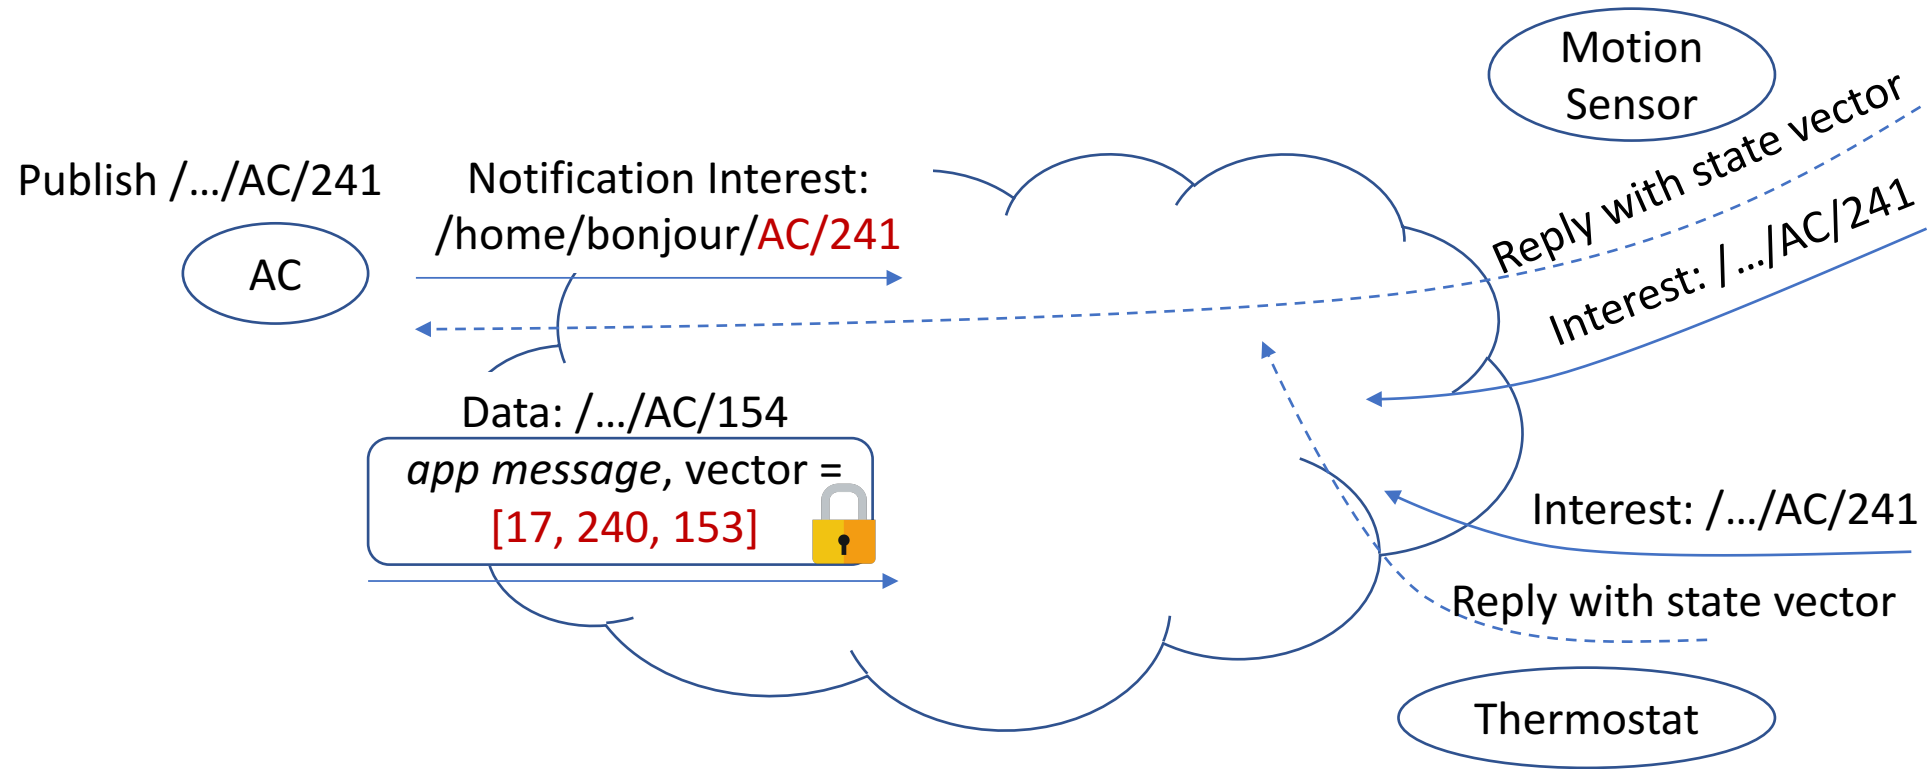 Motion
Sensor
Publish /…/AC/241
Notification Interest:
/home/bonjour/AC/241
AC
Reply with state vector
Interest: /…/AC/241
Data: /…/AC/154
app message, vector =
[17, 240, 153]
Interest: /…/AC/241
Reply with state vector
Thermostat